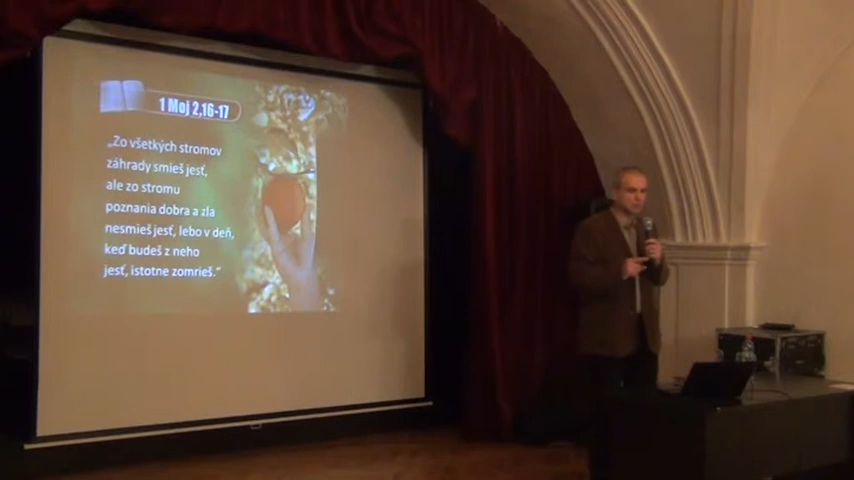 1 Moj 2,16-17
„Zo všetkých stromov
záhrady smieš jesť,
ale zo stromu
poznania dobra a zla
nesmieš jesť, lebo v deň,
keď budeš z neho
jesť, istotne zomrieš."